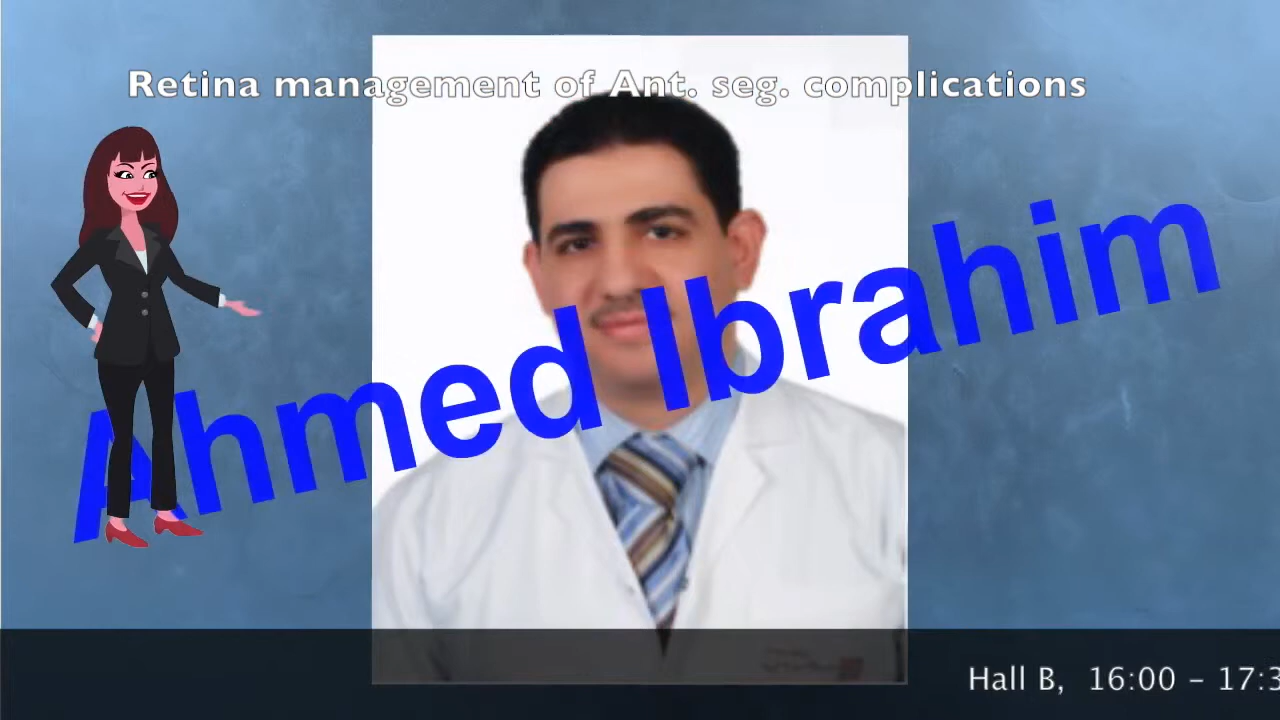 Retina management of Ant. seg. complications
Ahmed Ibrahim
Hall B, 16:00 – 17:3